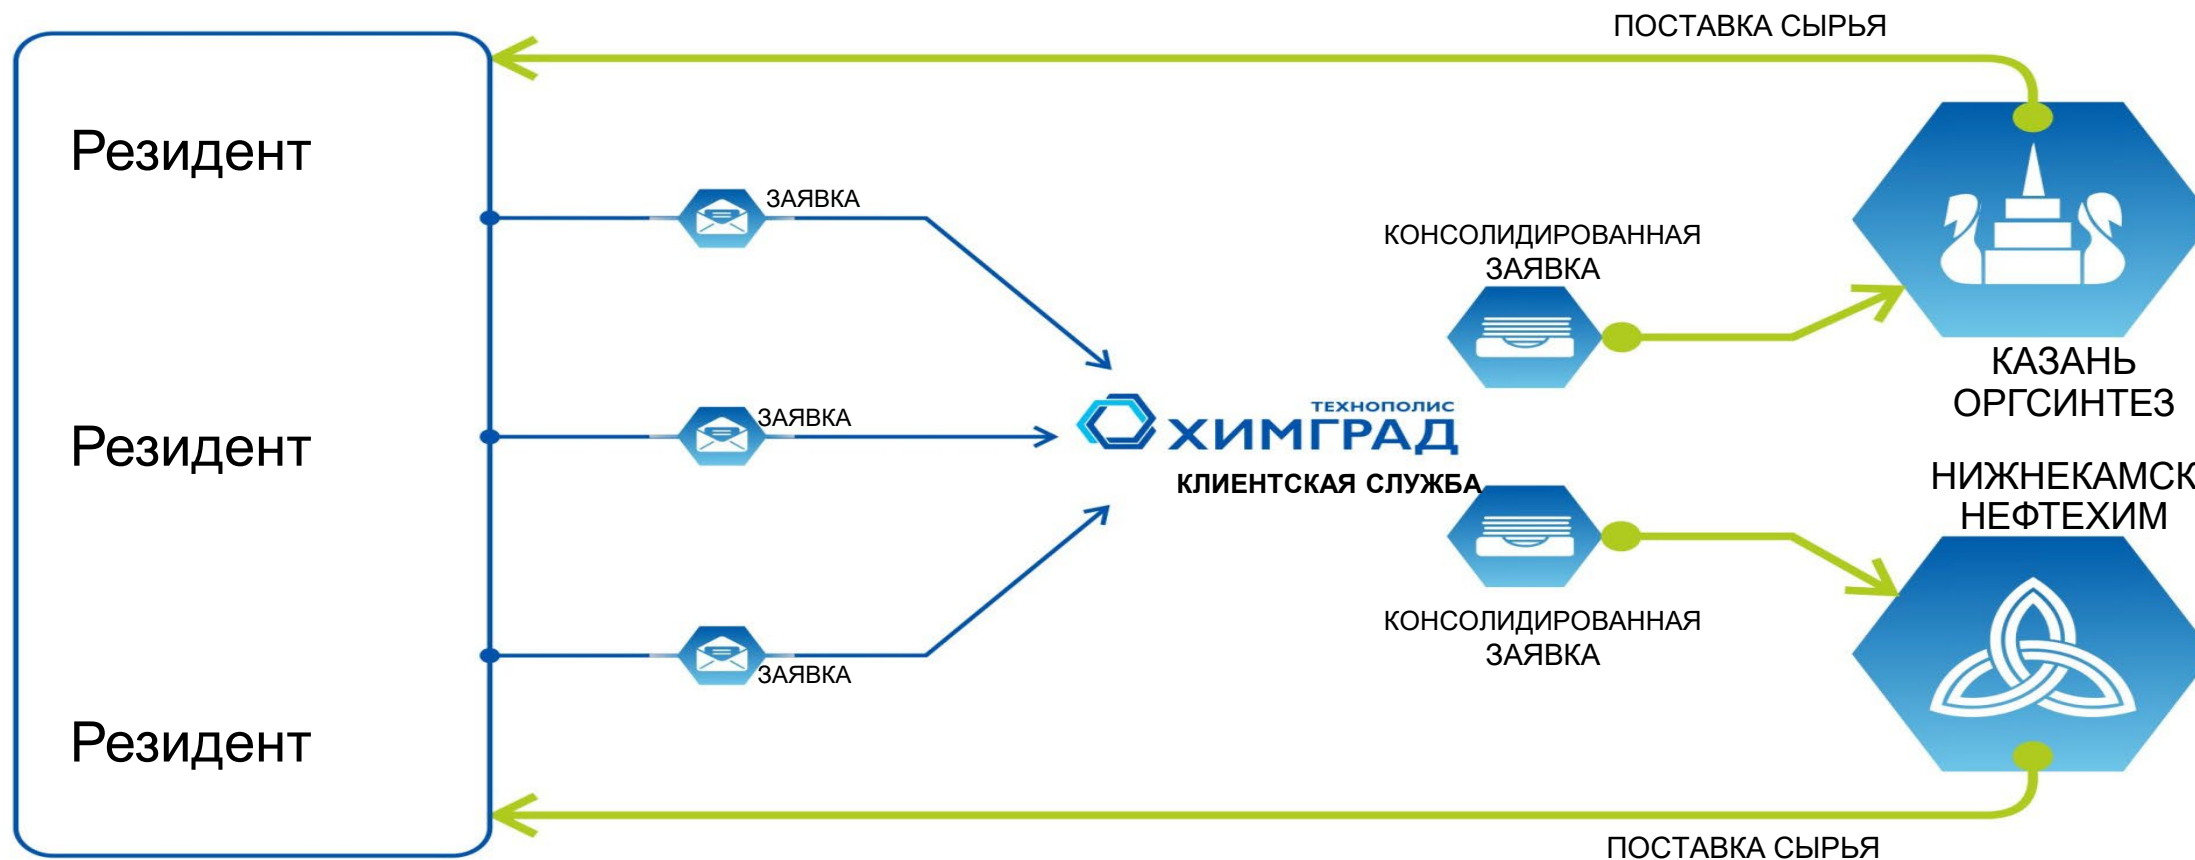 ПОСТАВКА СЫРЬЯ
Резидент
ЗАЯВКА
КОНСОЛИДИРОВАННАЯ
ЗАЯВКА
КАЗАНЬ
ОРГСИНТЕЗ
Резидент
ЗАЯВКА
ТЕХНОПОЛИС
ХИМГРАД
КЛИЕНТСКАЯ СЛУЖБА
НИЖНЕКАМСК
НЕФТЕХИМ
КОНСОЛИДИРОВАННАЯ
ЗАЯВКА
ЗАЯВКА
Резидент
ПОСТАВКА СЫРЬЯ